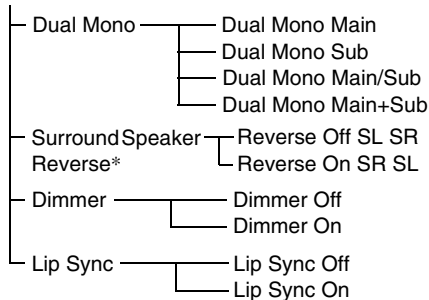 Dual Mono Dual Mono Main
Dual Mono Sub
Dual Mono Main/Sub
Dual Mono Main+Sub
Surround Speaker Reverse Off SL SR
Reverse* Reverse On SR SL
Dimmer Dimmer Off
Dimmer On
Lip Sync Lip Sync Off
Lip Sync On